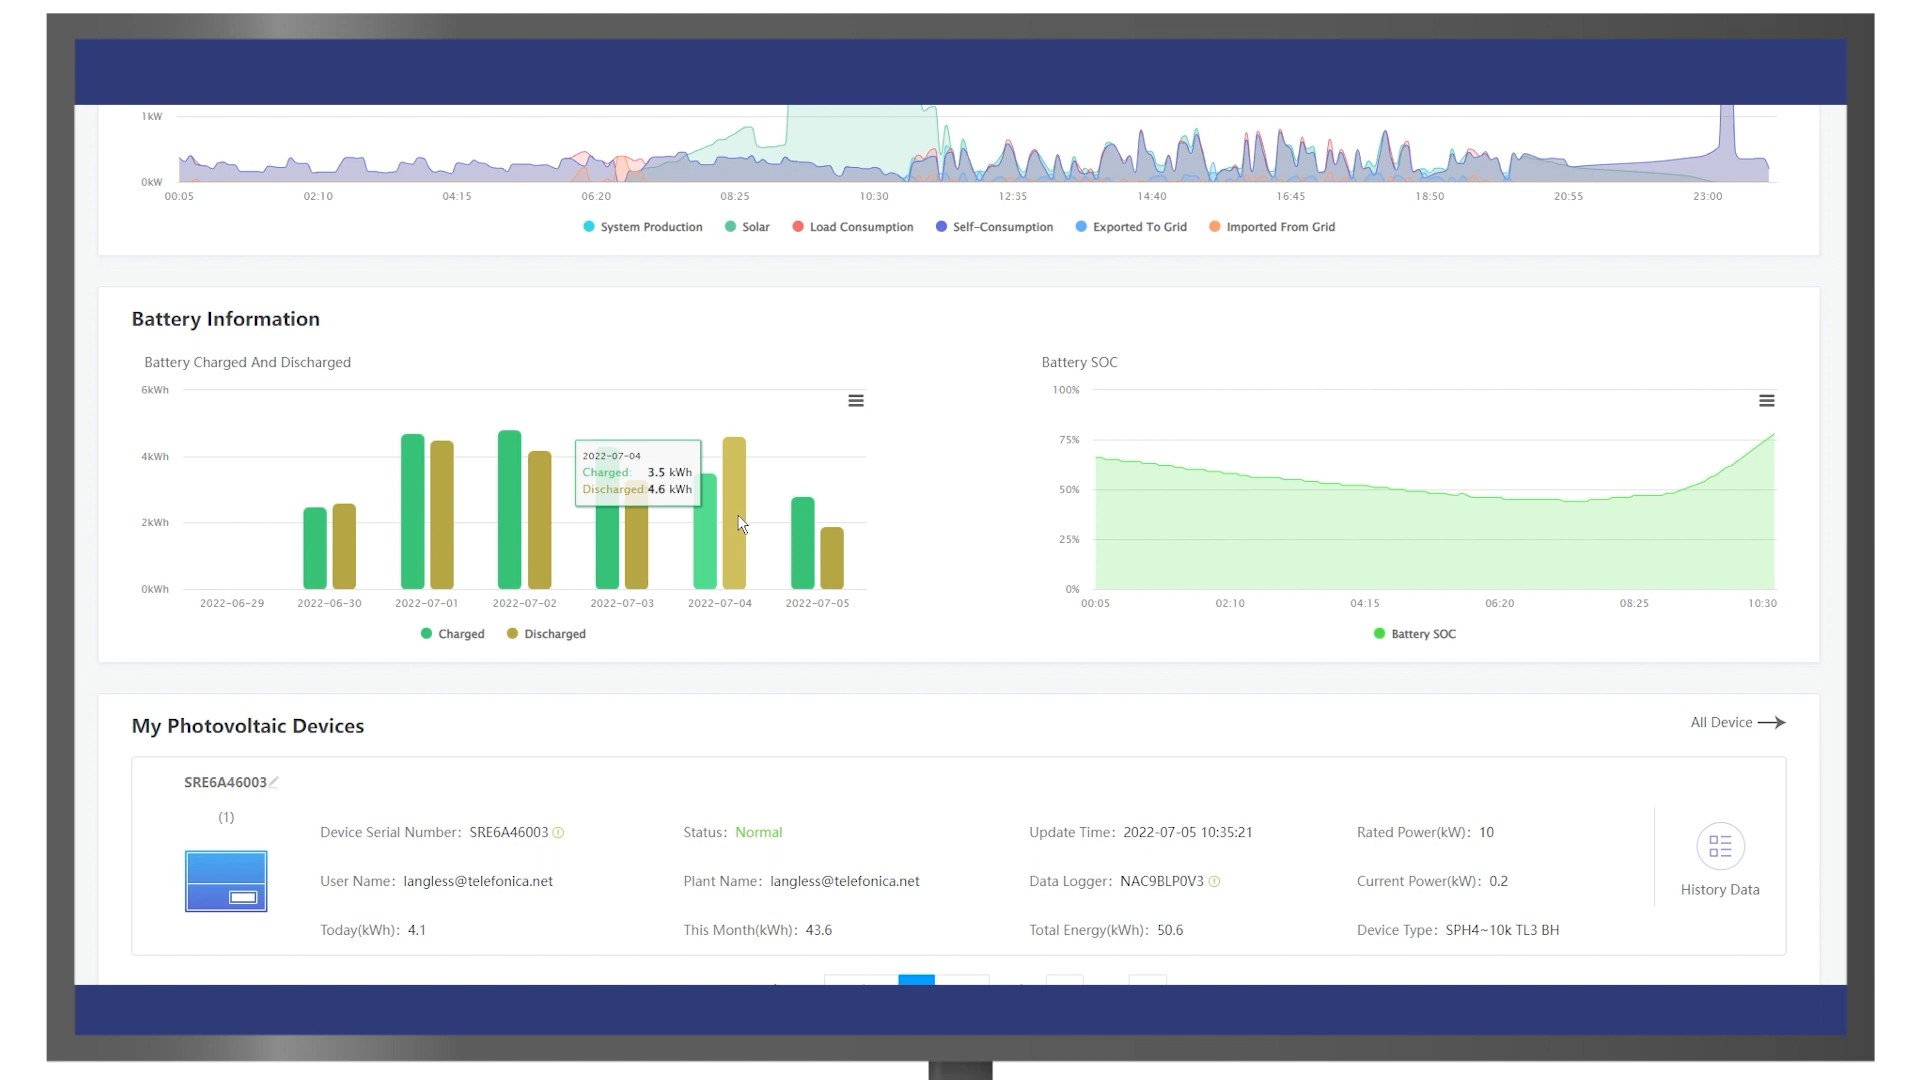 1kW
0kW
00:05 02:10 04:15 06:20 08:25 10:30 12:35 14:40 16:45 18:50 20:55 23:00
System Production Solar Load Consumption Self-Consumption Exported To Grid Imported From Grid
Battery Information
Battery Charged And Discharged
6kWh
4kWh
2kWh
0kWh
2022-07-04
Charged: 3.5 kWh
Discharged: 4.6 kWh
2022-06-29 2022-06-30 2022-07-01 2022-07-02 2022-07-03 2022-07-04 2022-07-05
Charged Discharged
Battery SOC
100%
75%
50%
25%
0%
00:05 02:10 04:15 06:20 08:25 10:30
Battery SOC
My Photovoltaic Devices
All Device
SRE6A46003
(1)
Device Serial Number: SRE6A46003 Status: Normal Update Time: 2022-07-05 10:35:21 Rated Power(kW): 10
User Name: langless@telefonica.net Plant Name: langless@telefonica.net Data Logger: NAC9BLP0V3 Current Power(kW): 0.2
Today(kWh): 4.1 This Month(kWh): 43.6 Total Energy(kWh): 50.6 Device Type: SPH4~10k TL3 BH
History Data